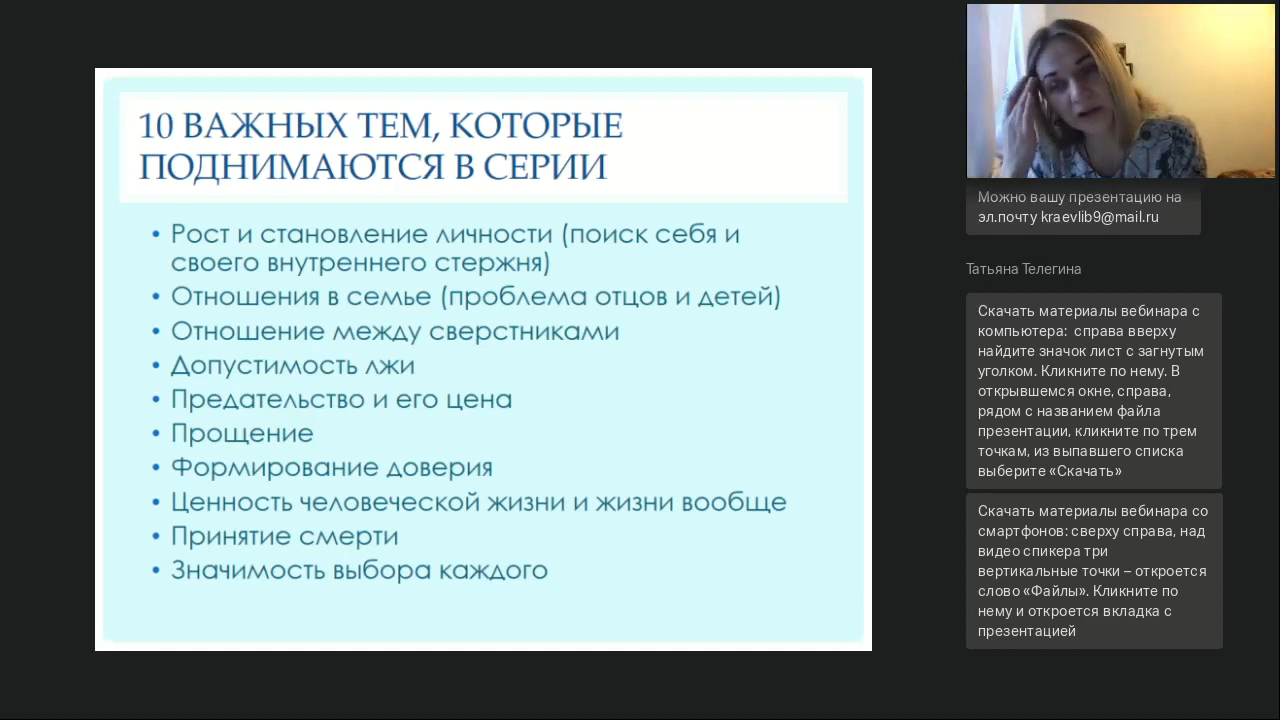 10 ВАЖНЫХ ТЕМ, КОТОРЫЕ
ПОДНИМАЮТСЯ В СЕРИИ
• Рост и становление личности (поиск себя и
своего внутреннего стержня)
• Отношения в семье (проблема отцов и детей)
• Отношение между сверстниками
• Допустимость лжи
• Предательство и его цена
• Прощение
• Формирование доверия
• Ценность человеческой жизни и жизни вообще
• Принятие смерти
• Значимость выбора каждого
Можно вашу презентацию на
эл.почту kraevlib9@mail.ru
Татьяна Телегина
Скачать материалы вебинара с
компьютера: справа вверху
найдите значок лист с загнутым
уголком. Кликните по нему. В
открывшемся окне, справа,
рядом с названием файла
презентации, кликните по трем
точкам, из выпавшего списка
выберите «Скачать»
Скачать материалы вебинара со
смартфонов: сверху справа, над
видео спикера три
вертикальные точки – откроется
слово «Файлы». Кликните по
нему и откроется вкладка с
презентацией